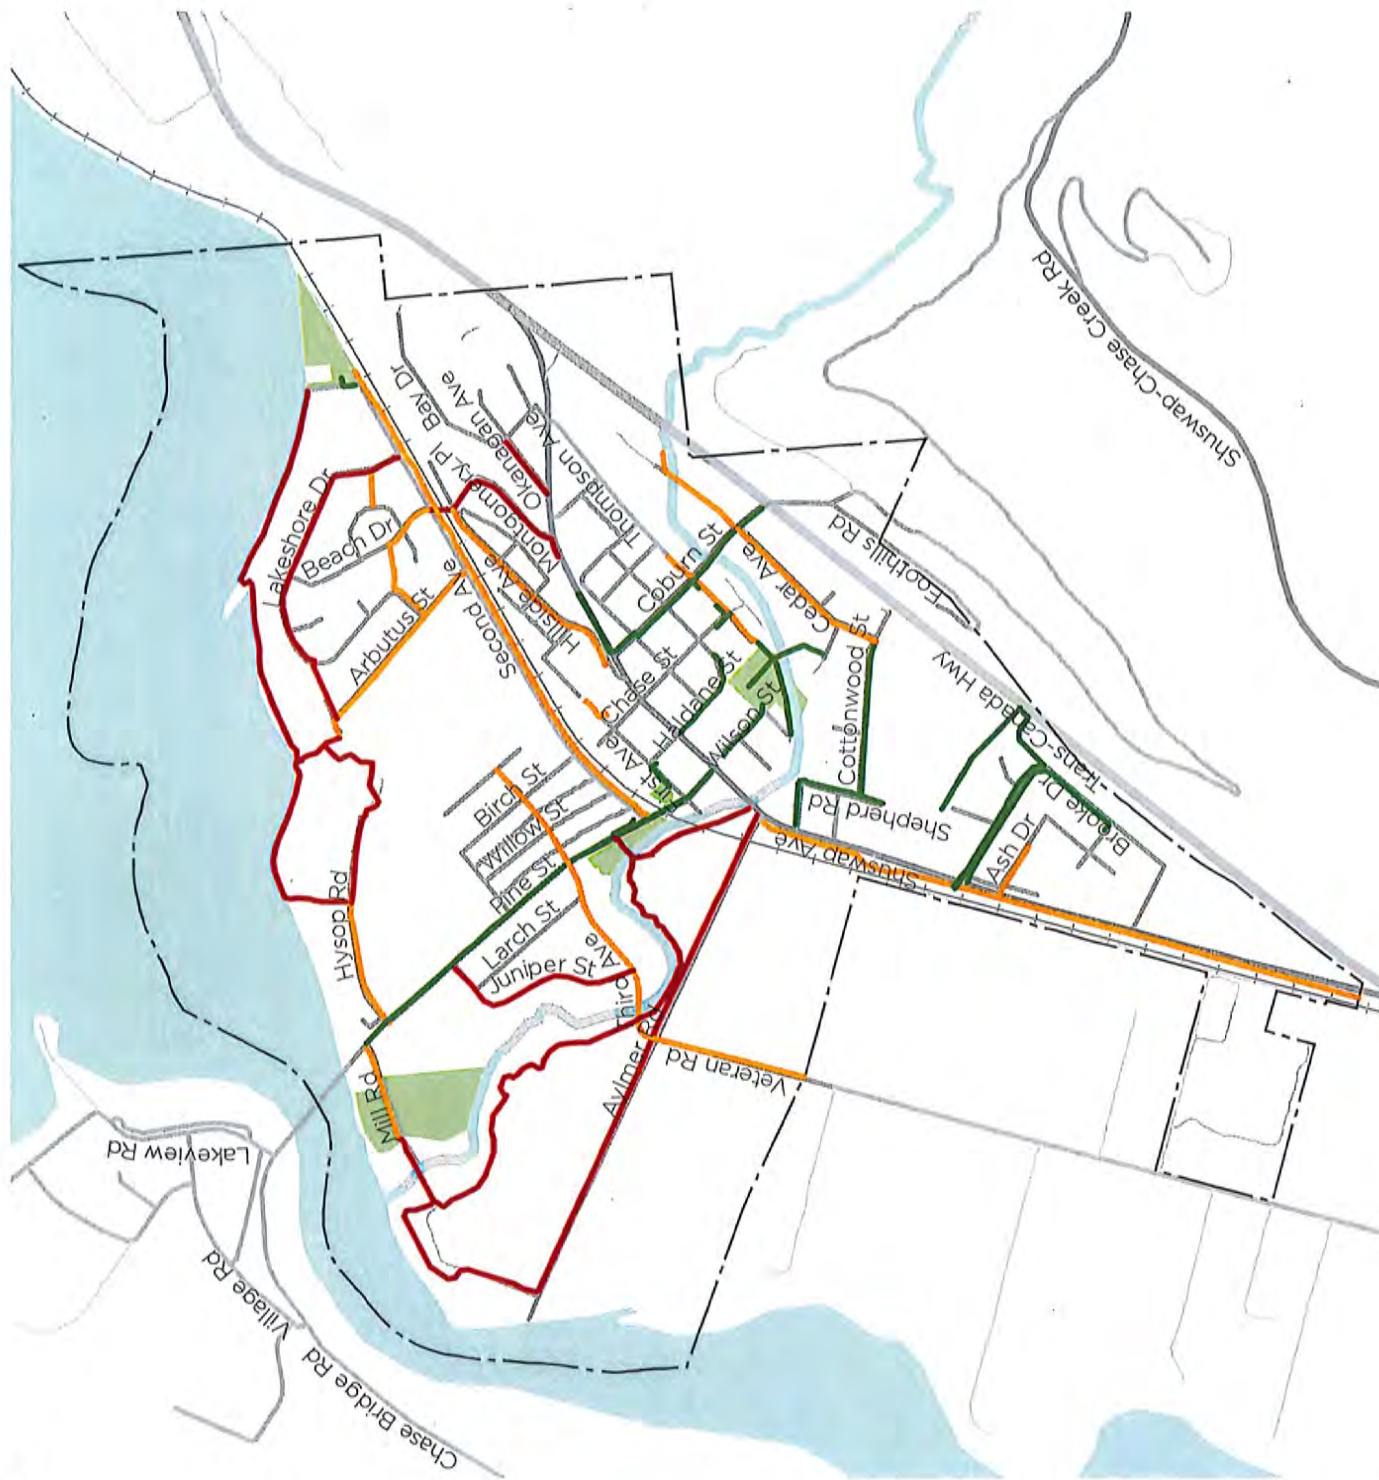 Shuswap-Chase Creek Rd
Bay Dr
Okanagan Ave
Thompson Ave
Montgomery Pl
Lakeshore Dr
Beach Dr
Arbutus St
Second Ave
Hillside Ave
Coburn St
Cedar Ave
Foothills Rd
Trans-Canada Hwy
Chase St
Haldane St
Wilson St
Cottonwood St
Shepherd Rd
Brooke Dr
Ash Dr
Shuswap Ave
Birch St
Willow St
Pine St
Larch St
Juniper St
Third Ave
Hysop Rd
Mill Rd
Aylmer Rd
Veteran Rd
Lakeview Rd
Village Rd
Chase Bridge Rd